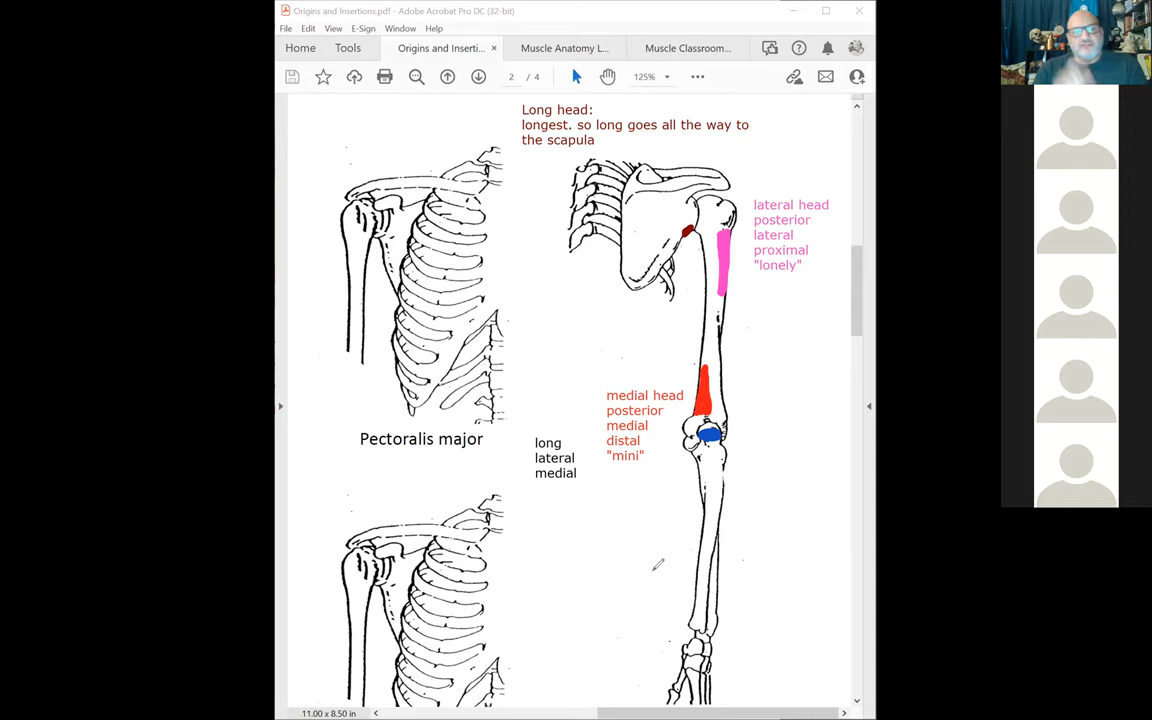 Origins and Insertions.pdf - Adobe Acrobat Pro DC (32-bit)
File Edit View E-Sign Window Help
Home Tools Origins and Inserti... × Muscle Anatomy L... Muscle Classroom...
2 / 4 125%
Long head:
longest. so long goes all the way to
the scapula
lateral head
posterior
lateral
proximal
"lonely"
medial head
posterior
medial
distal
"mini"
Pectoralis major
long
lateral
medial
11.00 x 8.50 in